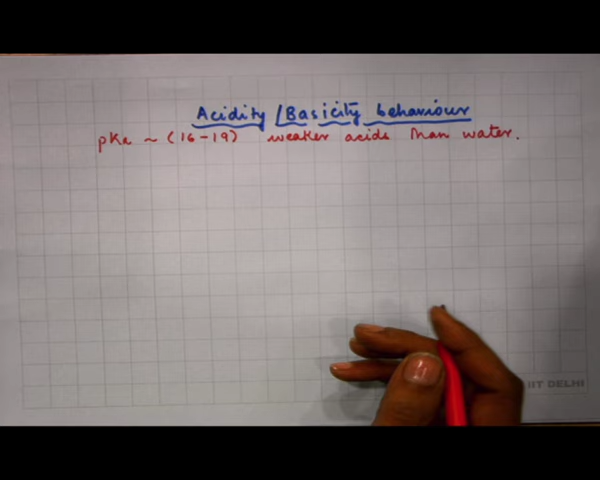 Acidity / Basicity behaviour
pKa ~ (16-19) weaker acids than water.
IIT DELHI